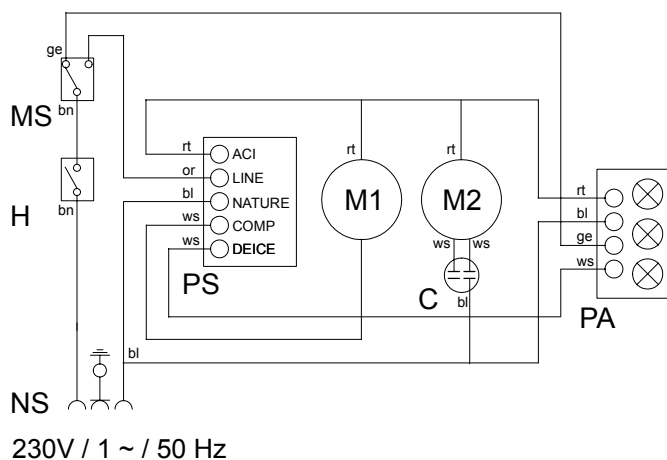 ge
MS
bn
H
bn
rt ACI
or LINE
bl NATURE
ws COMP
ws DEICE
PS
rt
M1
rt
M2
ws ws
C
bl
rt
bl
ge
ws
PA
bl
NS
230V / 1 ~ / 50 Hz